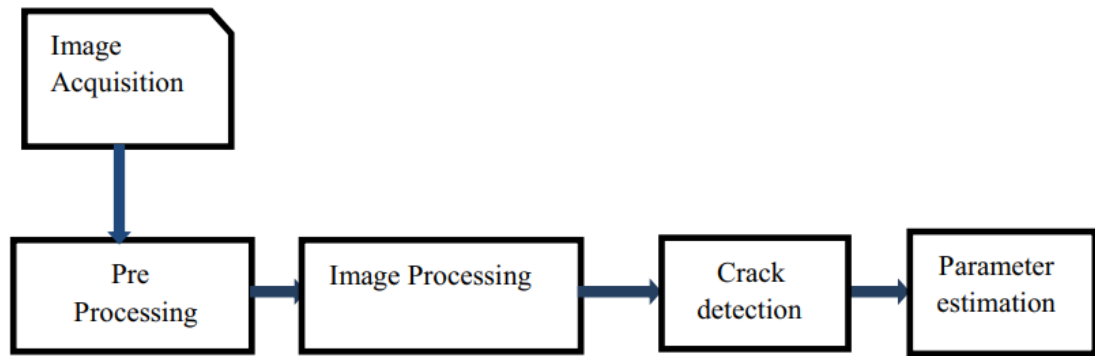 Image
Acquisition
Pre
Processing
Image Processing
Crack
detection
Parameter
estimation